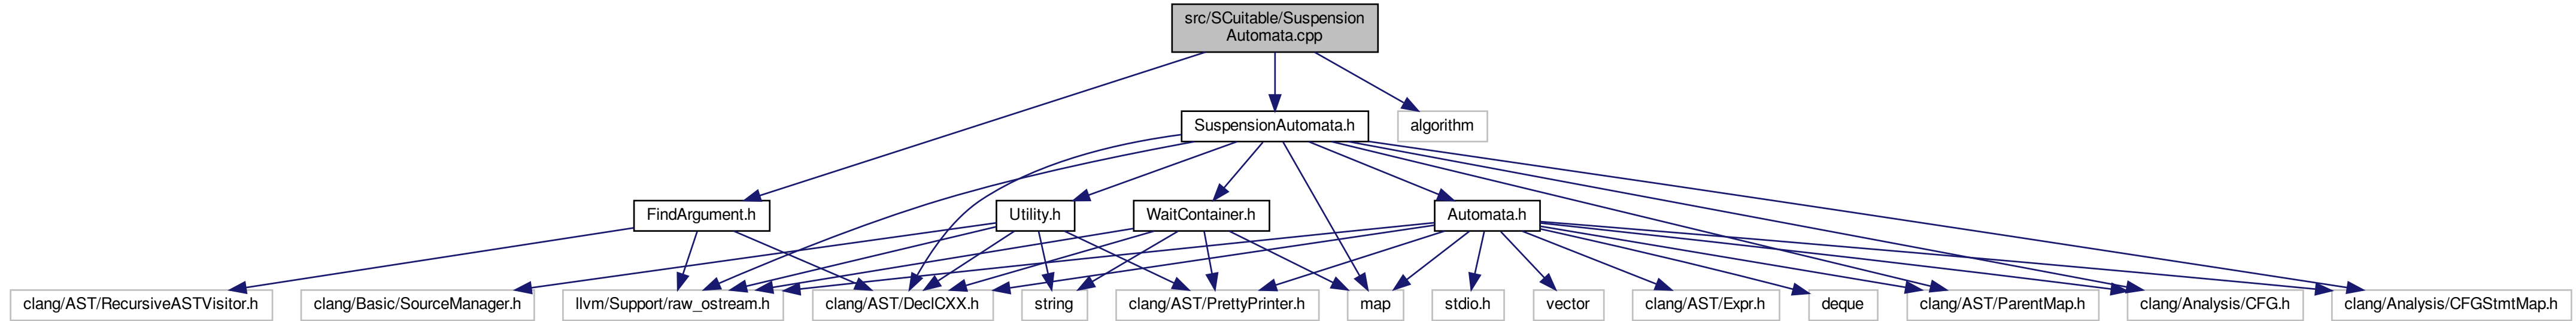 src/SCuitable/Suspension
Automata.cpp
SuspensionAutomata.h
algorithm
FindArgument.h
Utility.h
WaitContainer.h
Automata.h
clang/AST/RecursiveASTVisitor.h
clang/Basic/SourceManager.h
llvm/Support/raw_ostream.h
clang/AST/DeclCXX.h
string
clang/AST/PrettyPrinter.h
map
stdio.h
vector
clang/AST/Expr.h
deque
clang/AST/ParentMap.h
clang/Analysis/CFG.h
clang/Analysis/CFGStmtMap.h